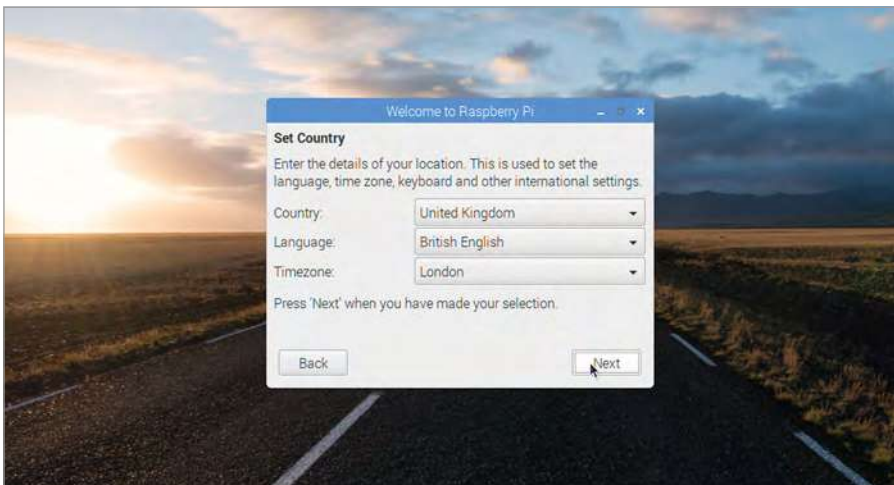 Welcome to Raspberry Pi
Set Country
Enter the details of your location. This is used to set the
language, time zone, keyboard and other international settings.
Country: United Kingdom
Language: British English
Timezone: London
Press 'Next' when you have made your selection.
Back Next